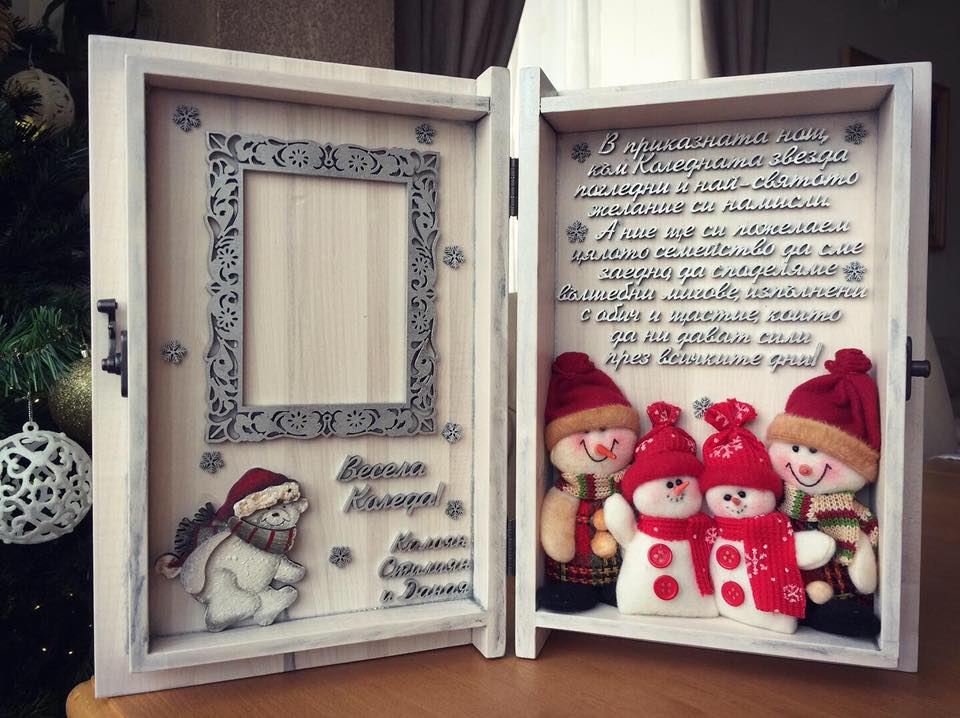 Весела
Коледа!
Калоян
Стилиян
и Даная
В приказната нощ,
към Коледната звезда
погледни и най-святото
желание си намисли.
А ние ще си пожелаем
цялото семейство да сме
заедно, да споделяме
вълшебни мигове, изпълнени
с обич и щастие, които
да ни дават сили
през всичките дни!